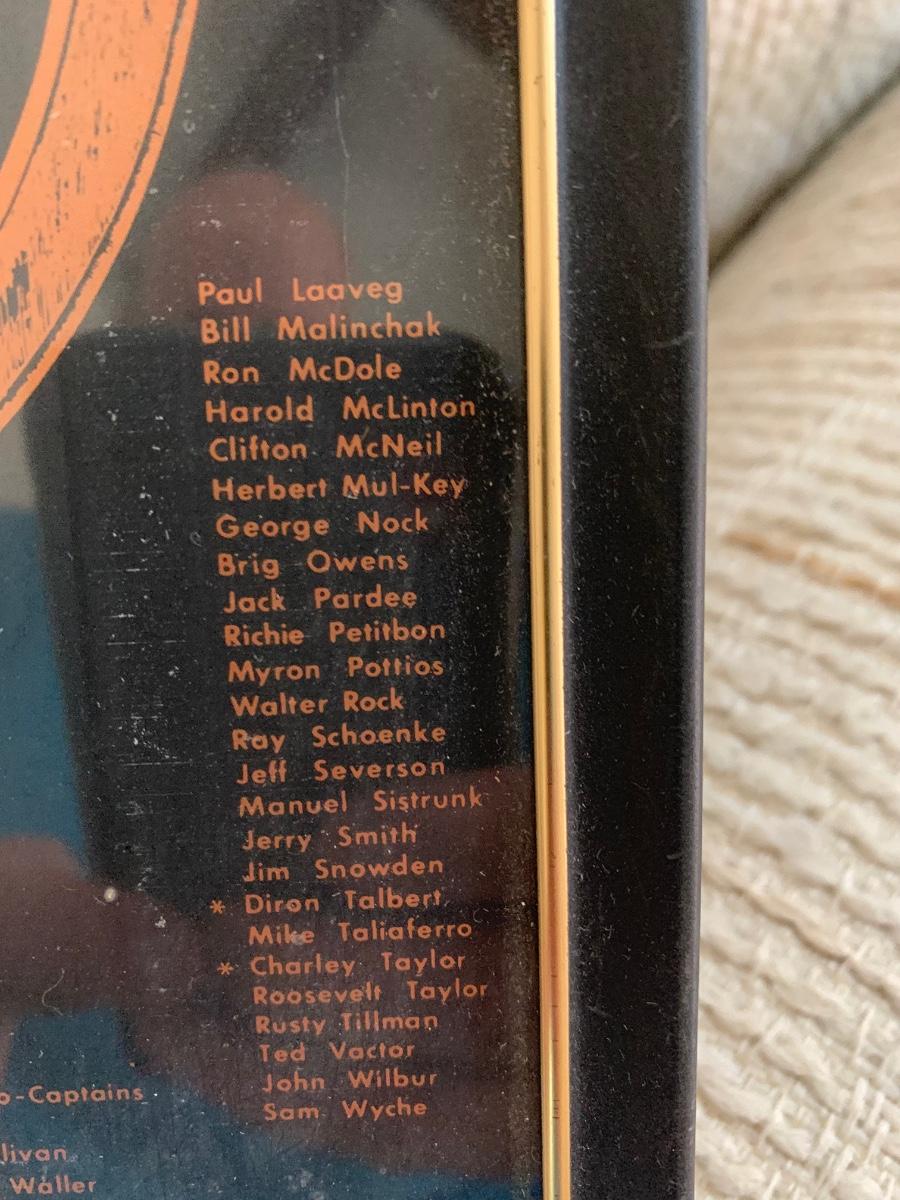 Paul Laaveg
Bill Malinchak
Ron McDole
Harold McLinton
Clifton McNeil
Herbert Mul-Key
George Nock
Brig Owens
Jack Pardee
Richie Petitbon
Myron Pottios
Walter Rock
Ray Schoenke
Jeff Severson
Manuel Sistrunk
Jerry Smith
Jim Snowden
* Diron Talbert
Mike Taliaferro
* Charley Taylor
Roosevelt Taylor
Rusty Tillman
Ted Vactor
John Wilbur
Sam Wyche
o-Captains
llivan
Waller